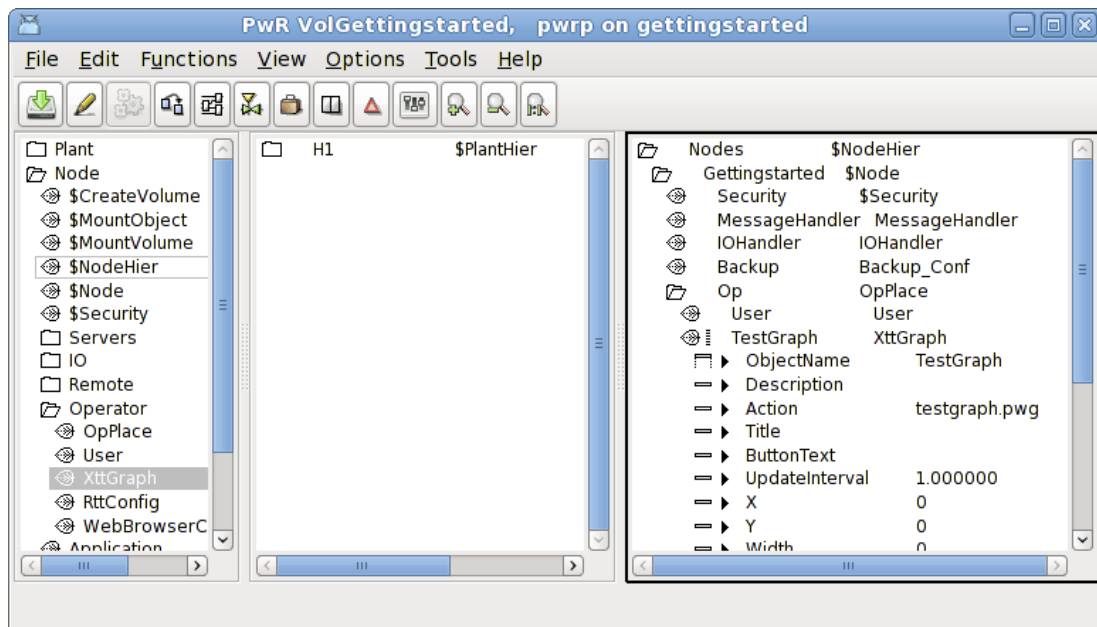 PwR VolGettingstarted, pwrp on gettingstarted
File Edit Functions View Options Tools Help
Plant
Node
$CreateVolume
$MountObject
$MountVolume
$NodeHier
$Node
$Security
Servers
IO
Remote
Operator
OpPlace
User
XttGraph
RttConfig
WebBrowserC
Application
H1 $PlantHier
Nodes $NodeHier
Gettingstarted $Node
Security $Security
MessageHandler MessageHandler
IOHandler IOHandler
Backup Backup_Conf
Op OpPlace
User User
TestGraph XttGraph
ObjectName TestGraph
Description
Action testgraph.pwg
Title
ButtonText
UpdateInterval 1.000000
X 0
Y 0
Width 0